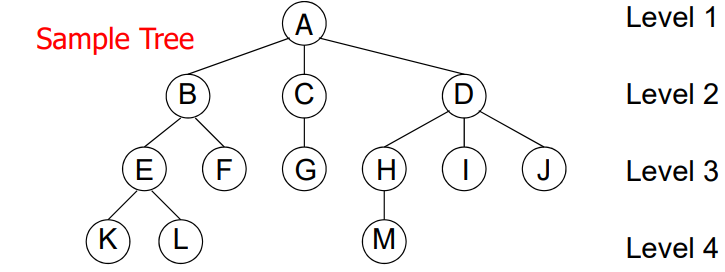 Sample Tree
A
Level 1
B C D
Level 2
E F G H I J
Level 3
K L M
Level 4